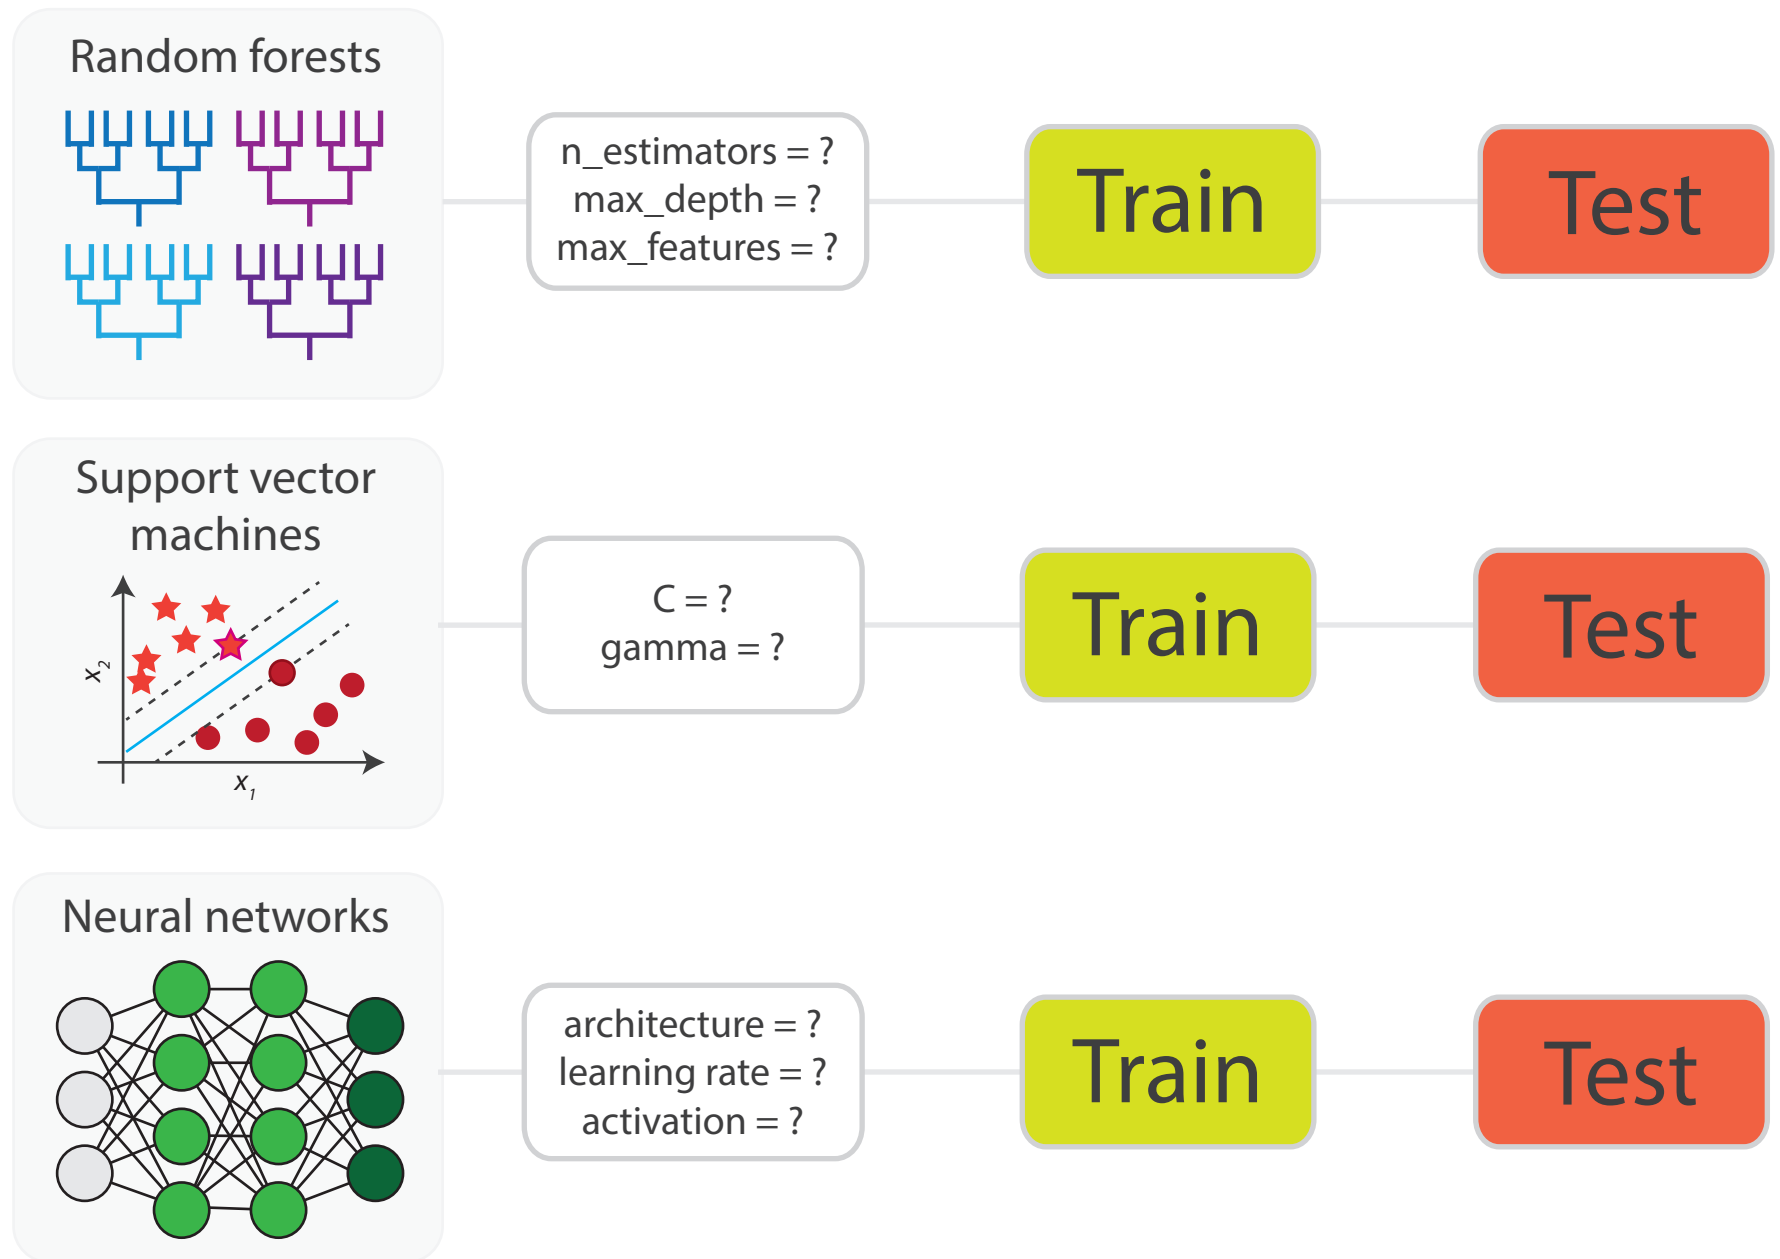 Random forests
n_estimators = ?
max_depth = ?
max_features = ?
Train
Test
Support vector
machines
x2
x1
C = ?
gamma = ?
Train
Test
Neural networks
architecture = ?
learning rate = ?
activation = ?
Train
Test